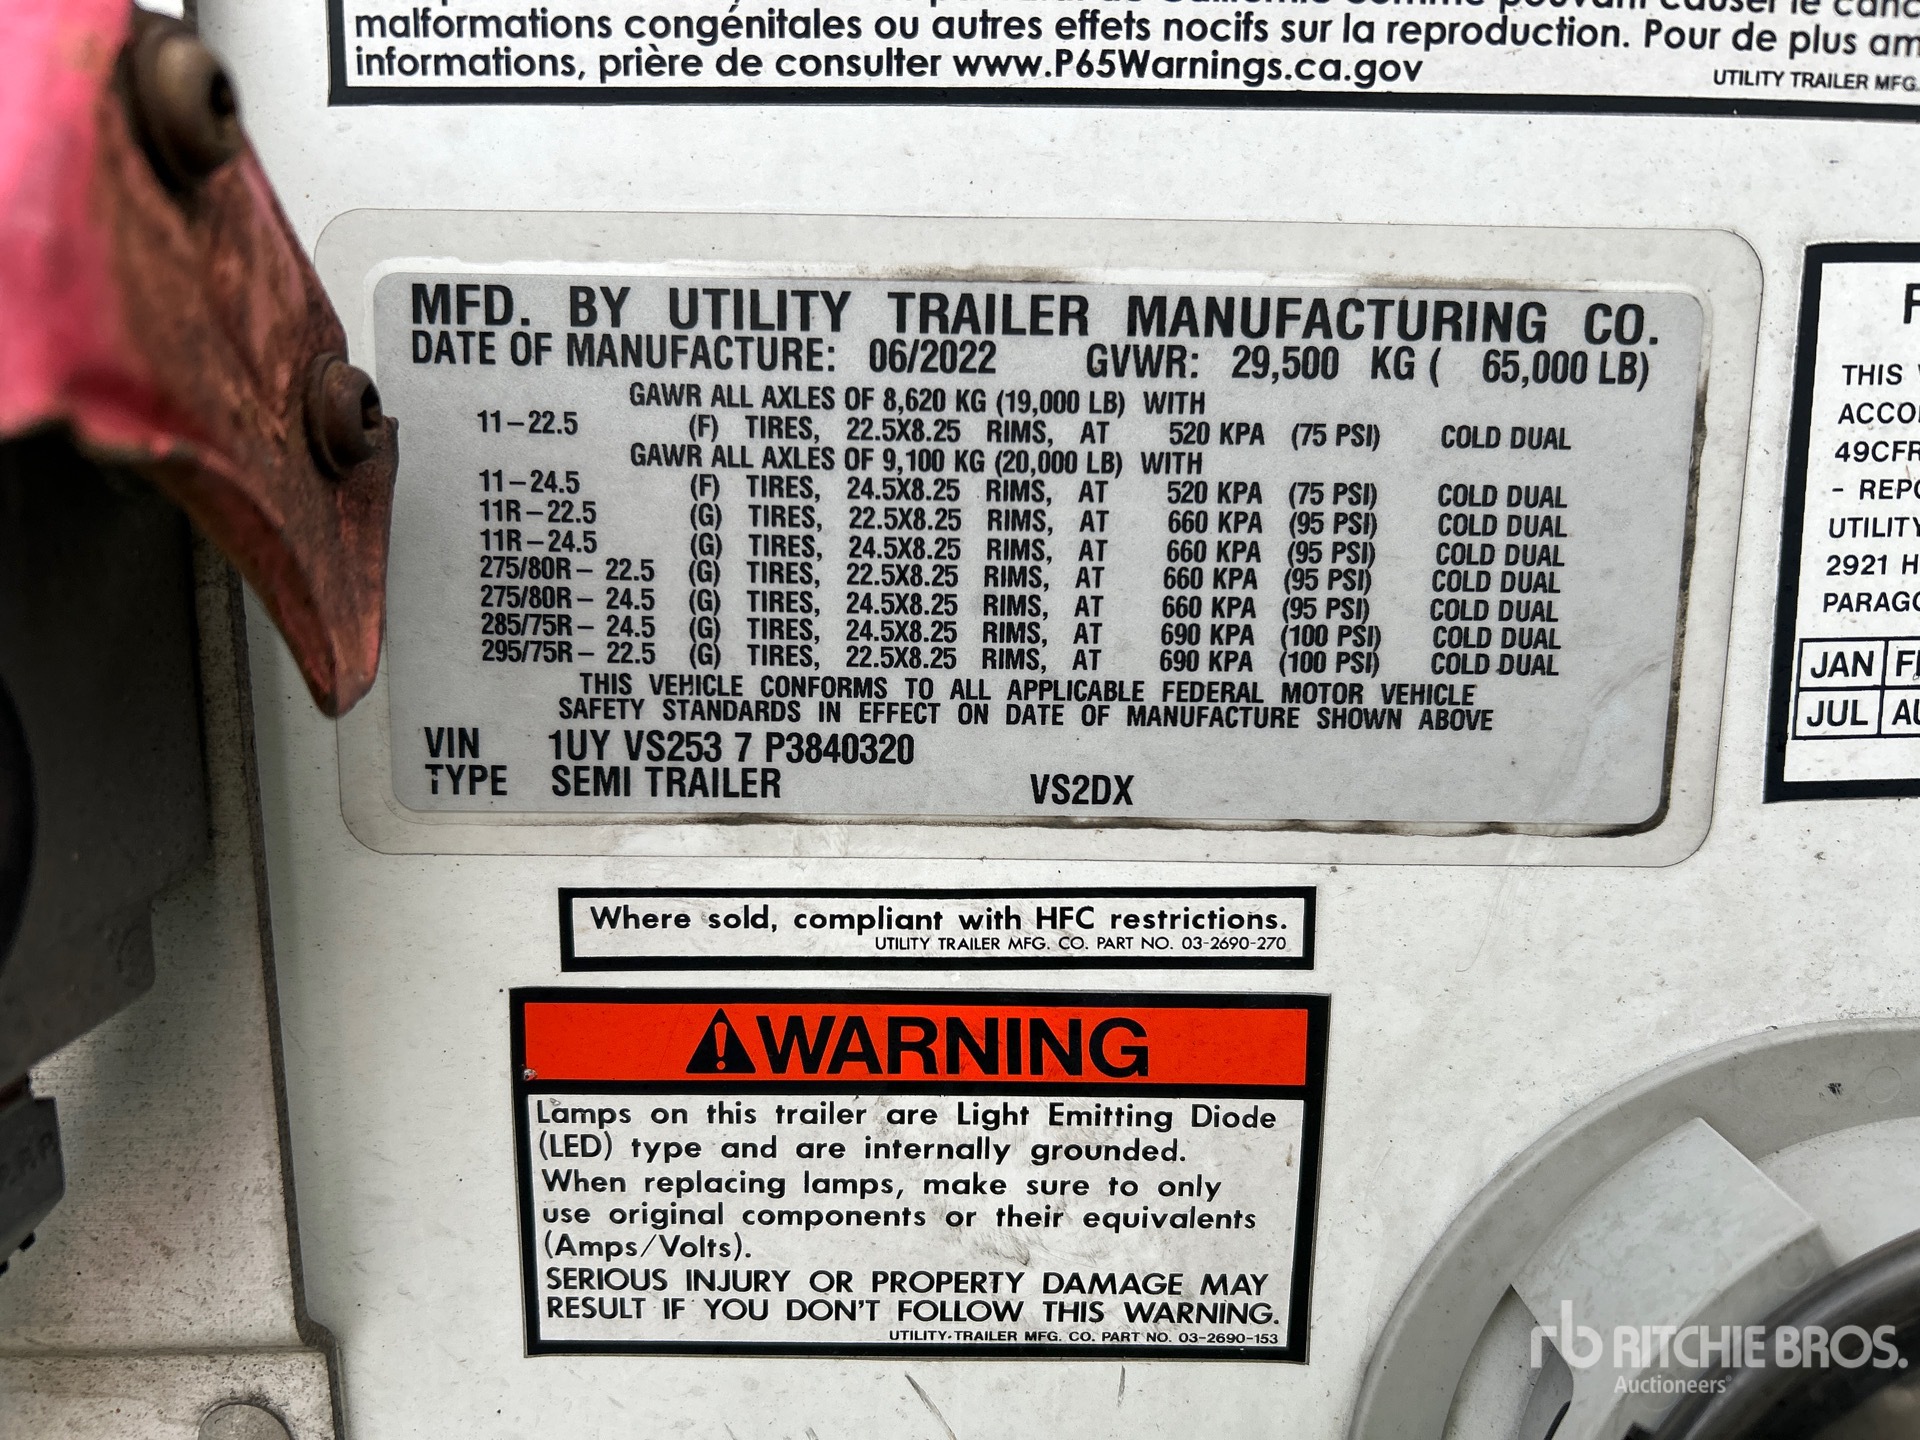 malformations congénitales ou autres effets nocifs sur la reproduction. Pour de plus
informations, prière de consulter www.P65Warnings.ca.gov
UTILITY TRAILER MFG.
MFD. BY UTILITY TRAILER MANUFACTURING CO.
DATE OF MANUFACTURE: 06/2022 GVWR: 29,500 KG ( 65,000 LB)
GAWR ALL AXLES OF 8,620 KG (19,000 LB) WITH
11-22.5 (F) TIRES, 22.5X8.25 RIMS, AT 520 KPA (75 PSI) COLD DUAL
GAWR ALL AXLES OF 9,100 KG (20,000 LB) WITH
11-24.5 (F) TIRES, 24.5X8.25 RIMS, AT 520 KPA (75 PSI) COLD DUAL
11R-22.5 (G) TIRES, 22.5X8.25 RIMS, AT 660 KPA (95 PSI) COLD DUAL
11R-24.5 (G) TIRES, 24.5X8.25 RIMS, AT 660 KPA (95 PSI) COLD DUAL
275/80R- 22.5 (G) TIRES, 22.5X8.25 RIMS, AT 660 KPA (95 PSI) COLD DUAL
275/80R- 24.5 (G) TIRES, 24.5X8.25 RIMS, AT 660 KPA (95 PSI) COLD DUAL
285/75R- 24.5 (G) TIRES, 24.5X8.25 RIMS, AT 690 KPA (100 PSI) COLD DUAL
295/75R- 22.5 (G) TIRES, 22.5X8.25 RIMS, AT 690 KPA (100 PSI) COLD DUAL
THIS VEHICLE CONFORMS TO ALL APPLICABLE FEDERAL MOTOR VEHICLE
SAFETY STANDARDS IN EFFECT ON DATE OF MANUFACTURE SHOWN ABOVE
VIN 1UY VS253 7 P3840320
TYPE SEMI TRAILER VS2DX
THIS
49CFR
UTILITY
2921
JAN
JUL
Where sold, compliant with HFC restrictions.
UTILITY TRAILER MFG. CO. PART NO. 03-2690-270
WARNING
Lamps on this trailer are Light Emitting Diode
(LED) type and are internally grounded.
When replacing lamps, make sure to only
use original components or their equivalents
(Amps/Volts).
SERIOUS INJURY OR PROPERTY DAMAGE MAY
RESULT IF YOU DON'T FOLLOW THIS WARNING.
UTILITY TRAILER MFG. CO. PART NO. 03-2690-153
rb RITCHIE BROS.
Auctioneers